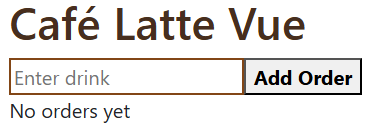 Café Latte Vue
Enter drink Add Order
No orders yet